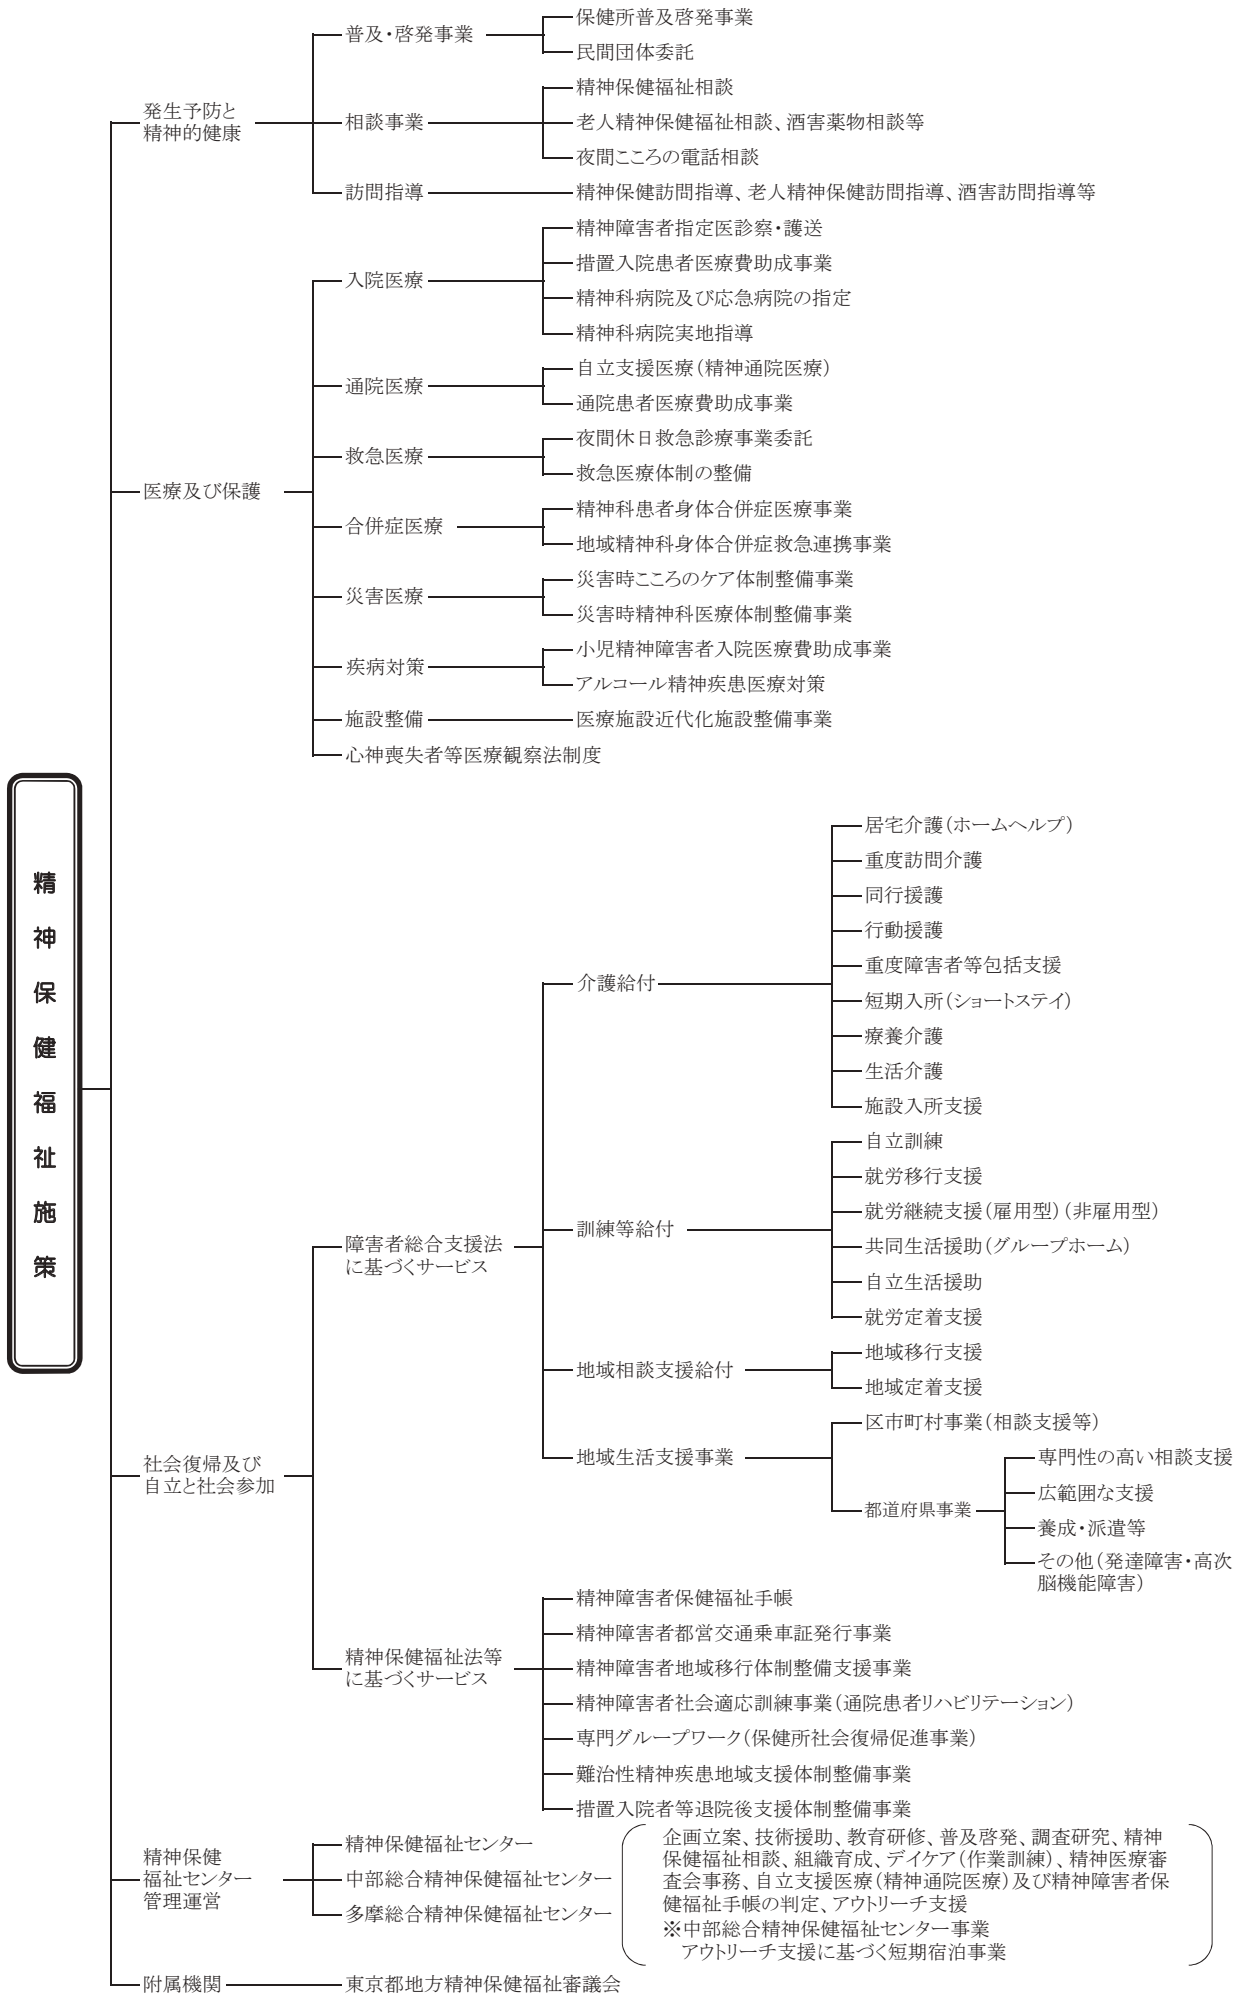 精神保健福祉施策
発生予防と
精神的健康
普及・啓発事業
保健所普及啓発事業
民間団体委託
相談事業
精神保健福祉相談
老人精神保健福祉相談、酒害薬物相談等
夜間こころの電話相談
訪問指導
精神保健訪問指導、老人精神保健訪問指導、酒害訪問指導等
医療及び保護
入院医療
精神障害者指定医診察・護送
措置入院患者医療費助成事業
精神科病院及び応急病院の指定
精神科病院実地指導
通院医療
自立支援医療（精神通院医療）
通院患者医療費助成事業
救急医療
夜間休日救急診療事業委託
救急医療体制の整備
合併症医療
精神科患者身体合併症医療事業
地域精神科身体合併症救急連携事業
災害医療
災害時こころのケア体制整備事業
災害時精神科医療体制整備事業
疾病対策
小児精神障害者入院医療費助成事業
アルコール精神疾患医療対策
施設整備
医療施設近代化施設整備事業
心神喪失者等医療観察法制度
社会復帰及び
自立と社会参加
障害者総合支援法
に基づくサービス
介護給付
居宅介護（ホームヘルプ）
重度訪問介護
同行援護
行動援護
重度障害者等包括支援
短期入所（ショートステイ）
療養介護
生活介護
施設入所支援
訓練等給付
自立訓練
就労移行支援
就労継続支援（雇用型）（非雇用型）
共同生活援助（グループホーム）
自立生活援助
就労定着支援
地域相談支援給付
地域移行支援
地域定着支援
地域生活支援事業
区市町村事業（相談支援等）
都道府県事業
専門性の高い相談支援
広範囲な支援
養成・派遣等
その他（発達障害・高次
脳機能障害）
精神保健福祉法等
に基づくサービス
精神障害者保健福祉手帳
精神障害者都営交通乗車証発行事業
精神障害者地域移行体制整備支援事業
精神障害者社会適応訓練事業（通院患者リハビリテーション）
専門グループワーク（保健所社会復帰促進事業）
難治性精神疾患地域支援体制整備事業
措置入院者等退院後支援体制整備事業
精神保健
福祉センター
管理運営
精神保健福祉センター
中部総合精神保健福祉センター
多摩総合精神保健福祉センター
企画立案、技術援助、教育研修、普及啓発、調査研究、精神
保健福祉相談、組織育成、デイケア（作業訓練）、精神医療審
査会事務、自立支援医療（精神通院医療）及び精神障害者保
健福祉手帳の判定、アウトリーチ支援
※中部総合精神保健福祉センター事業
アウトリーチ支援に基づく短期宿泊事業
附属機関
東京都地方精神保健福祉審議会